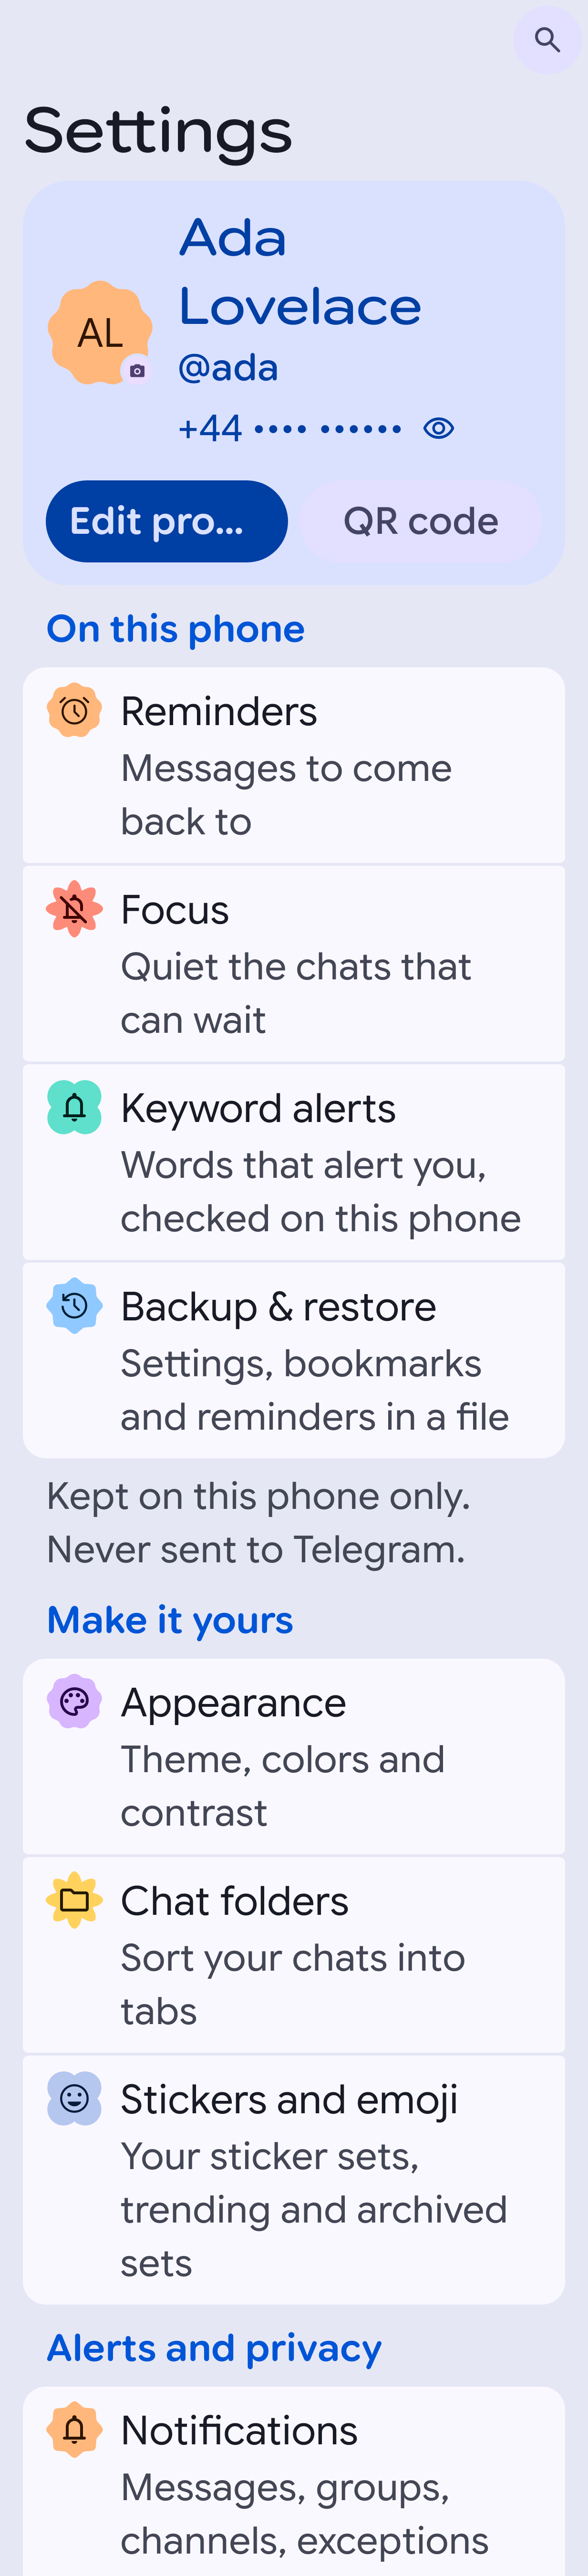 Settings
Ada
Lovelace
AL
@ada
+44 •••• ••••••
Edit pro...
QR code
On this phone
Reminders
Messages to come
back to
Focus
Quiet the chats that
can wait
Keyword alerts
Words that alert you,
checked on this phone
Backup & restore
Settings, bookmarks
and reminders in a file
Kept on this phone only.
Never sent to Telegram.
Make it yours
Appearance
Theme, colors and
contrast
Chat folders
Sort your chats into
tabs
Stickers and emoji
Your sticker sets,
trending and archived
sets
Alerts and privacy
Notifications
Messages, groups,
channels, exceptions